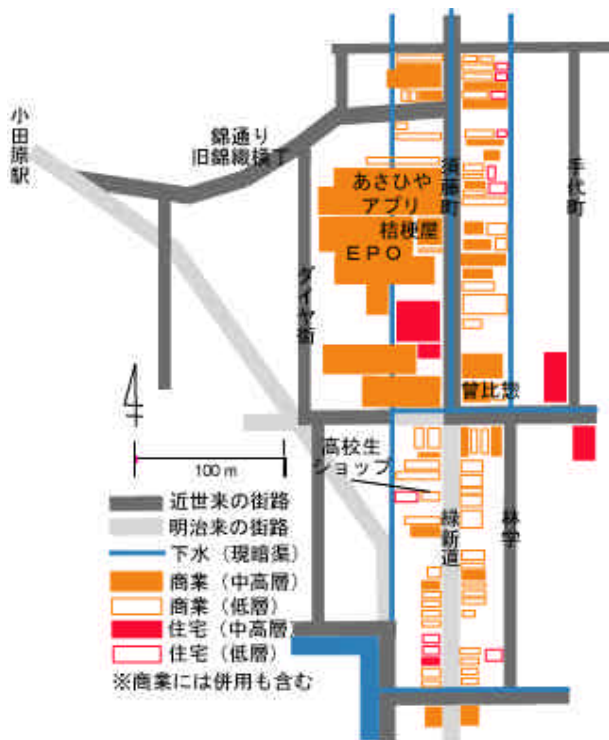 小田原駅
錦通り
旧錦織横丁
あさひや
アプリ
桔梗屋
EPO
須藤町
手代町
ダイヤ街
曾比惣
高校生
ショップ
緑新道
林学
100 m
近世来の街路
明治来の街路
下水(現暗渠)
商業(中高層)
商業(低層)
住宅(中高層)
住宅(低層)
※商業には併用も含む